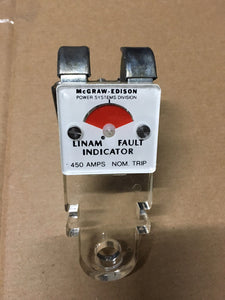 McGRAW-EDISON
POWER SYSTEMS DIVISION
LINAM® FAULT
INDICATOR
450 AMPS NOM. TRIP